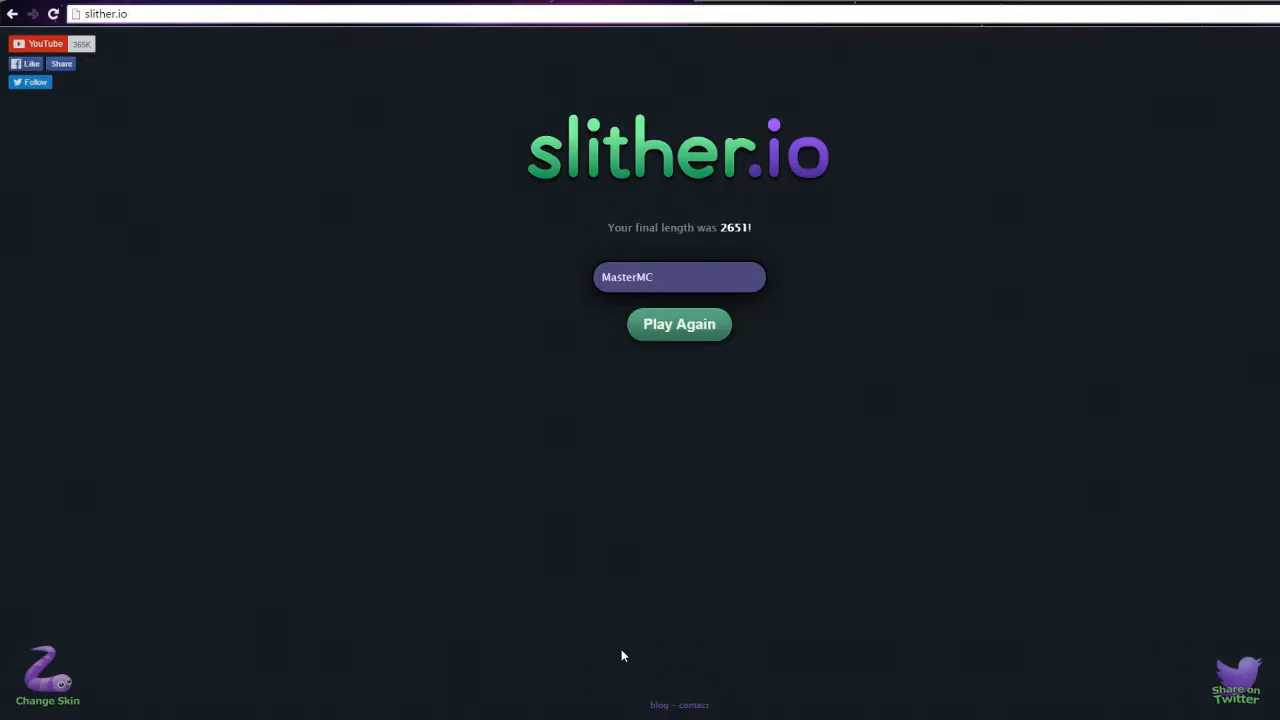 slither.io
YouTube 365K
Like Share
Follow
slither.io
Your final length was 2651!
MasterMC
Play Again
Change Skin
blog - contact
Share on
Twitter